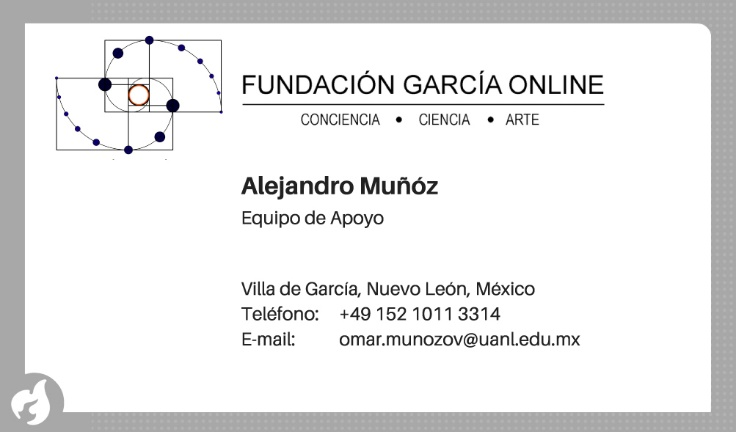 FUNDACIÓN GARCÍA ONLINE
CONCIENCIA ● CIENCIA ● ARTE
Alejandro Muñóz
Equipo de Apoyo
Villa de García, Nuevo León, México
Teléfono: +49 152 1011 3314
E-mail: omar.munozov@uanl.edu.mx